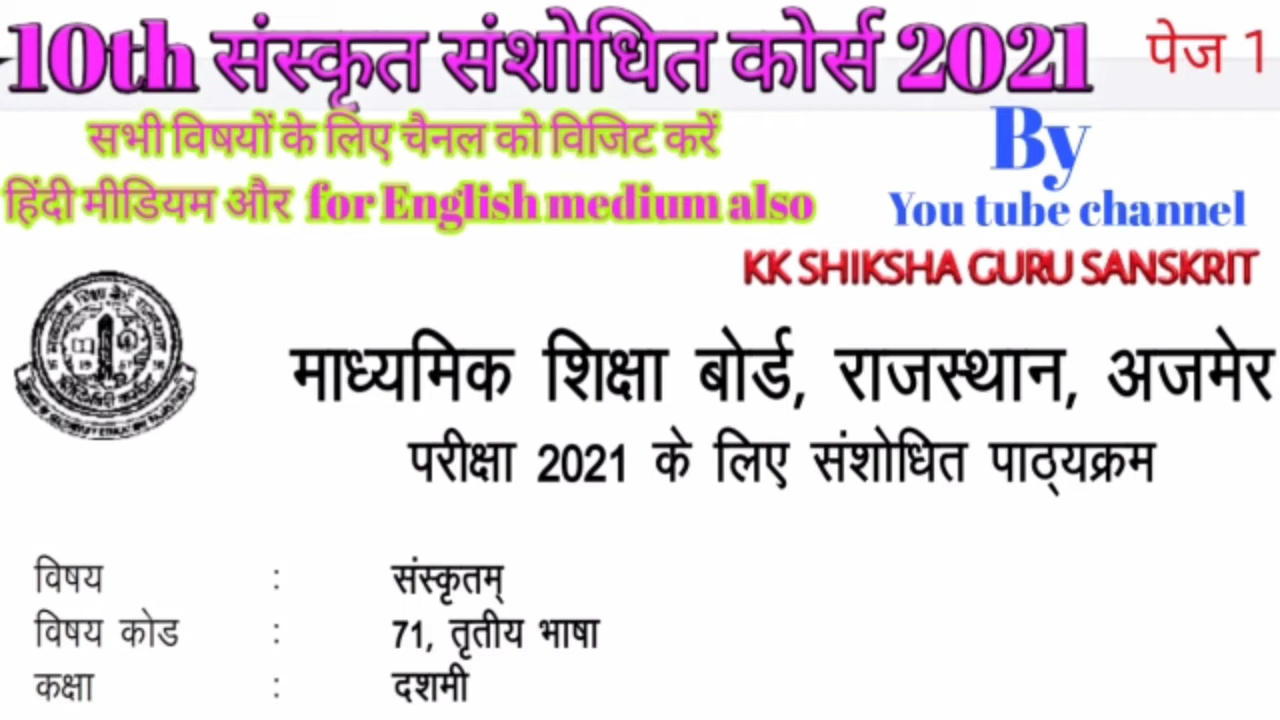 10th संस्कृत संशोधित कोर्स 2021 पेज 1
सभी विषयों के लिए चैनल को विजिट करें
हिंदी मीडियम और for English medium also
By
You tube channel
KK SHIKSHA GURU SANSKRIT
माध्यमिक शिक्षा बोर्ड, राजस्थान, अजमेर
परीक्षा 2021 के लिए संशोधित पाठ्यक्रम
विषय : संस्कृतम्
विषय कोड : 71, तृतीय भाषा
कक्षा : दशमी